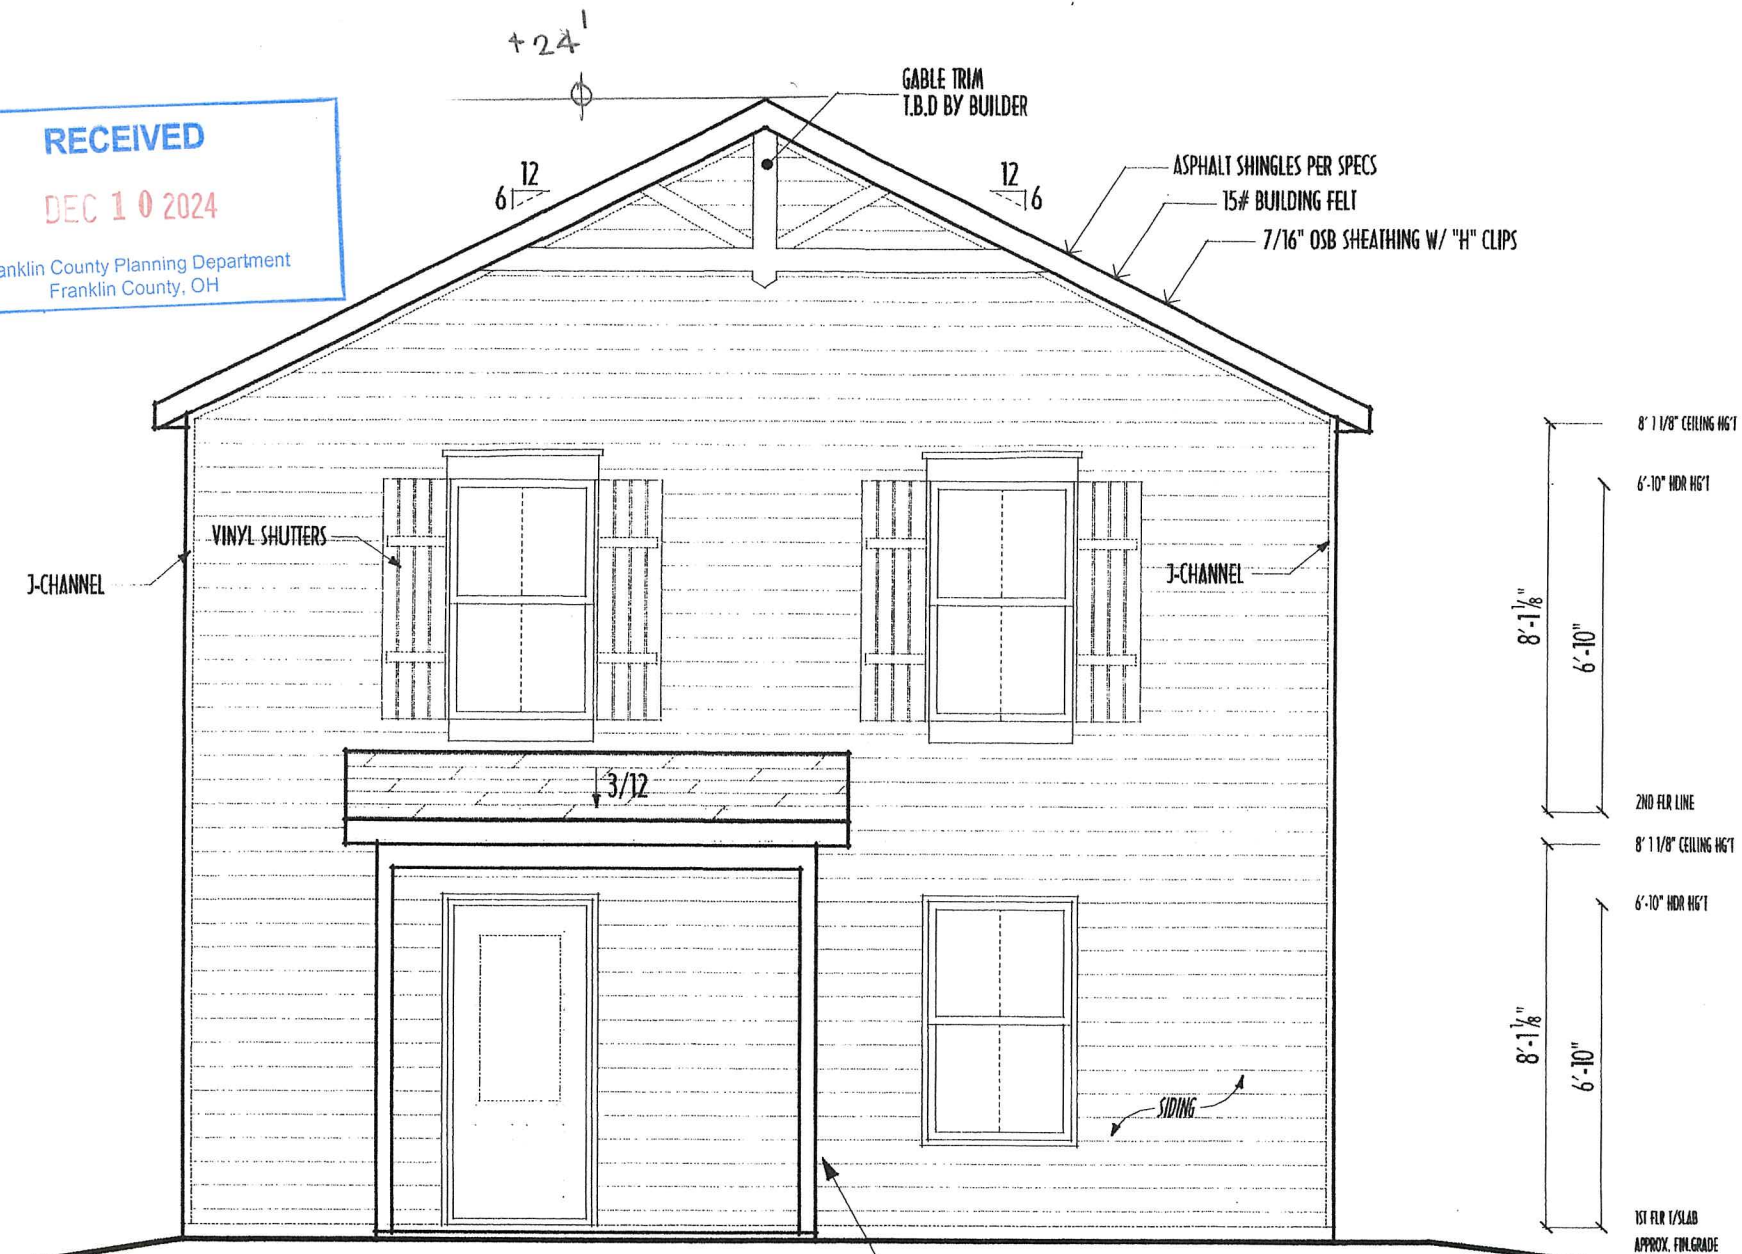 +24'
GABLE TRIM
T.B.D BY BUILDER
RECEIVED
DEC 10 2024
anklin County Planning Department
Franklin County, OH
12
6
12
6
ASPHALT SHINGLES PER SPECS
15# BUILDING FELT
7/16" OSB SHEATHING W/ "H" CLIPS
8' 1 1/8" CEILING HG'T
6'-10" HDR HG'T
VINYL SHUTTERS
J-CHANNEL
J-CHANNEL
8'-1⅛"
6'-10"
3/12
2ND FLR LINE
8' 1 1/8" CEILING HG'T
6'-10" HDR HG'T
8'-1⅛"
6'-10"
SIDING
1ST FLR T/SLAB
APPROX. FIN.GRADE